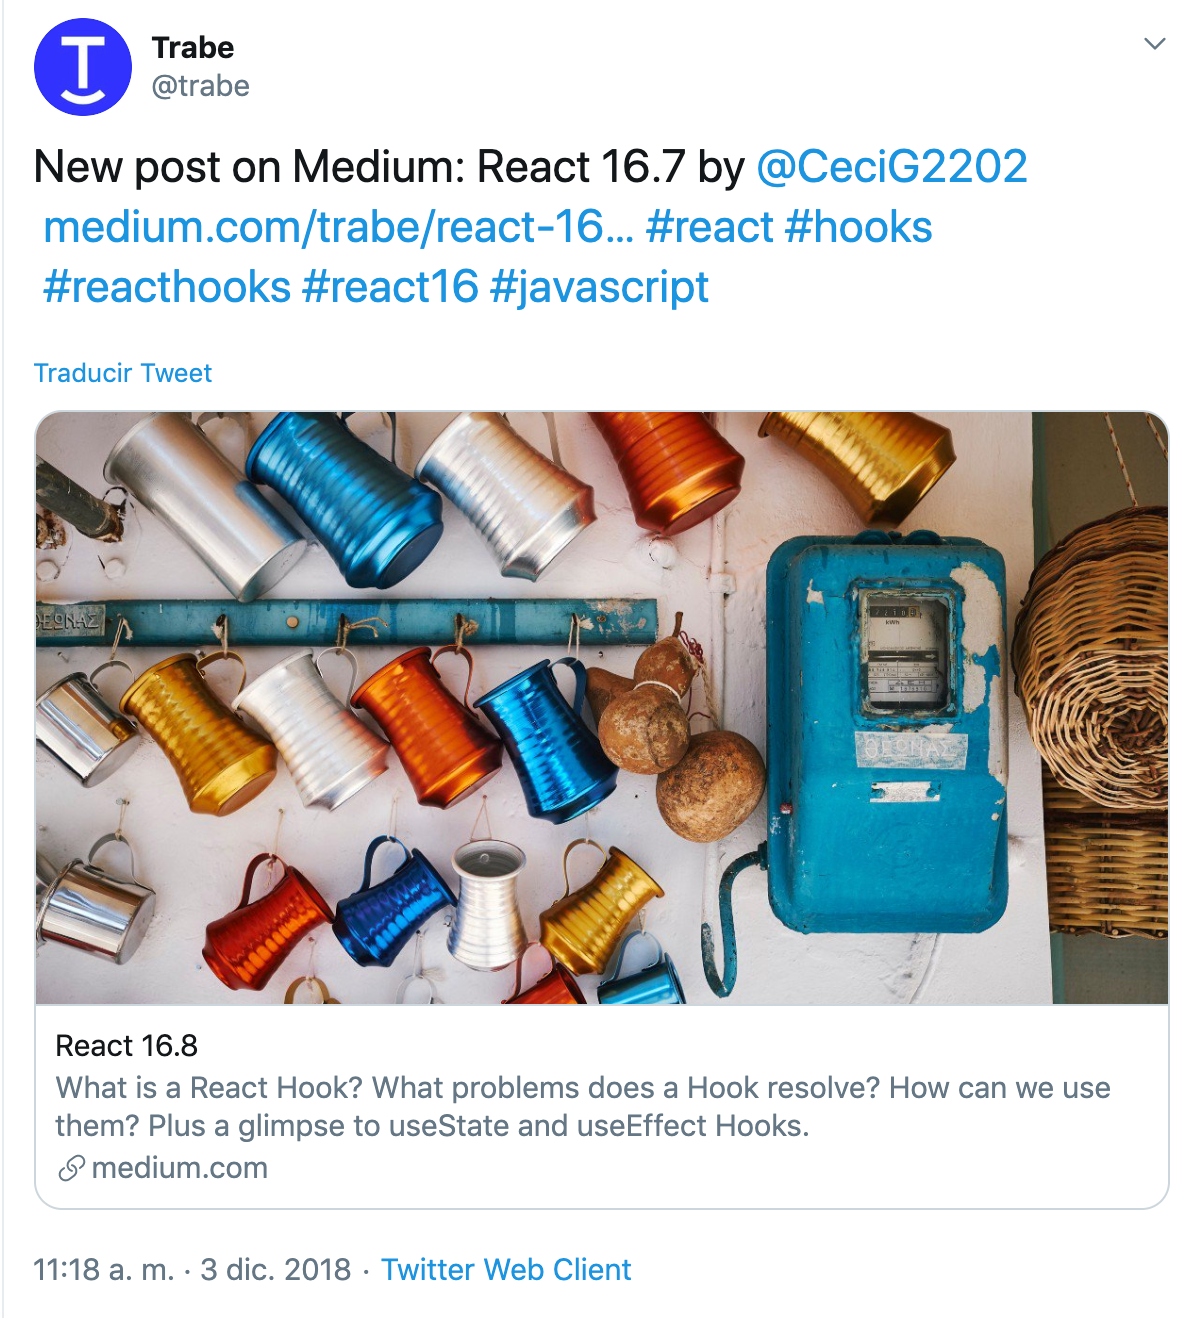 Trabe
@trabe
New post on Medium: React 16.7 by @CeciG2202
medium.com/trabe/react-16... #react #hooks
#reacthooks #react16 #javascript
Traducir Tweet
kWh
ΘΕΩΝΑΣ
React 16.8
What is a React Hook? What problems does a Hook resolve? How can we use
them? Plus a glimpse to useState and useEffect Hooks.
medium.com
11:18 a. m. · 3 dic. 2018 · Twitter Web Client